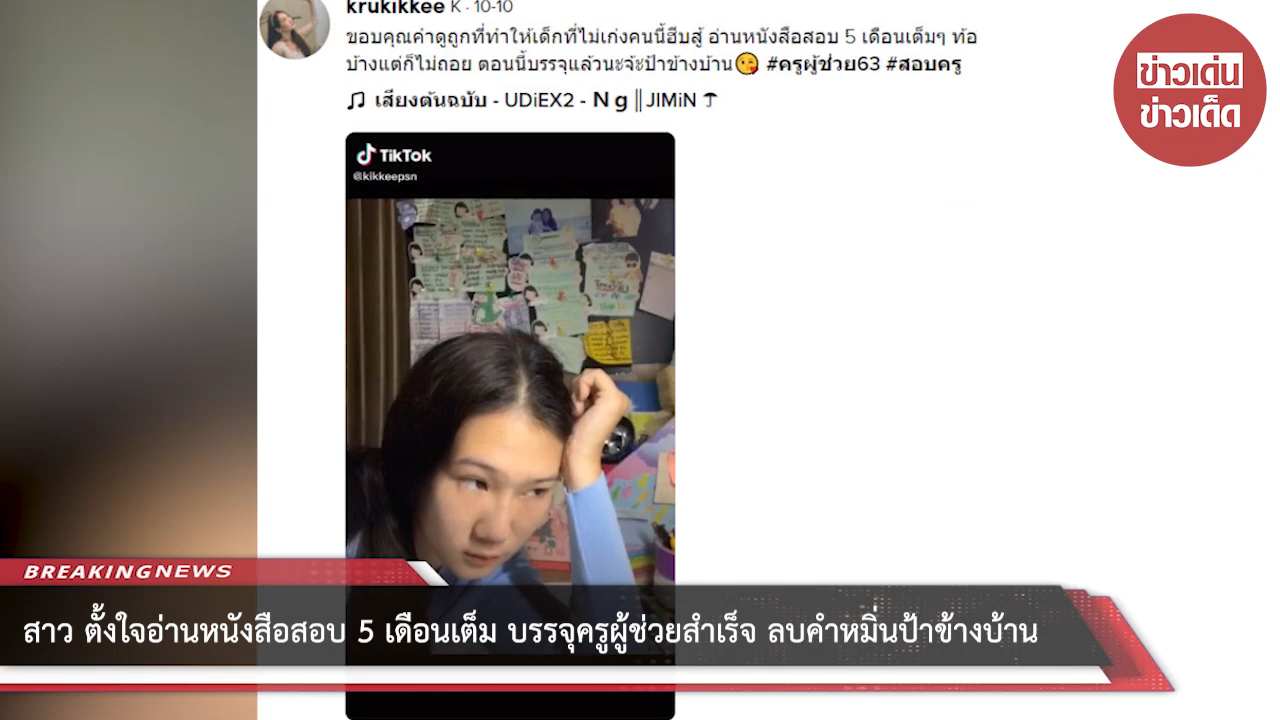 krukikkee K · 10-10
ขอบคุณคำดูถูกที่ทำให้เด็กที่ไม่เก่งคนนี้ฮึบสู้ อ่านหนังสือสอบ 5 เดือนเต็มๆ ท้อ
บ้างแต่ก็ไม่ถอย ตอนนี้บรรจุแล้วนะจ๊ะป้าข้างบ้าน😘 #ครูผู้ช่วย63 #สอบครู
♫ เสียงต้นฉบับ - UDiEX2 - N g || JIMiN ☂
ข่าวเด่น
ข่าวเด็ด
TikTok
@kikkeepsn
BREAKING NEWS
สาว ตั้งใจอ่านหนังสือสอบ 5 เดือนเต็ม บรรจุครูผู้ช่วยสำเร็จ ลบคำหมิ่นป้าข้างบ้าน